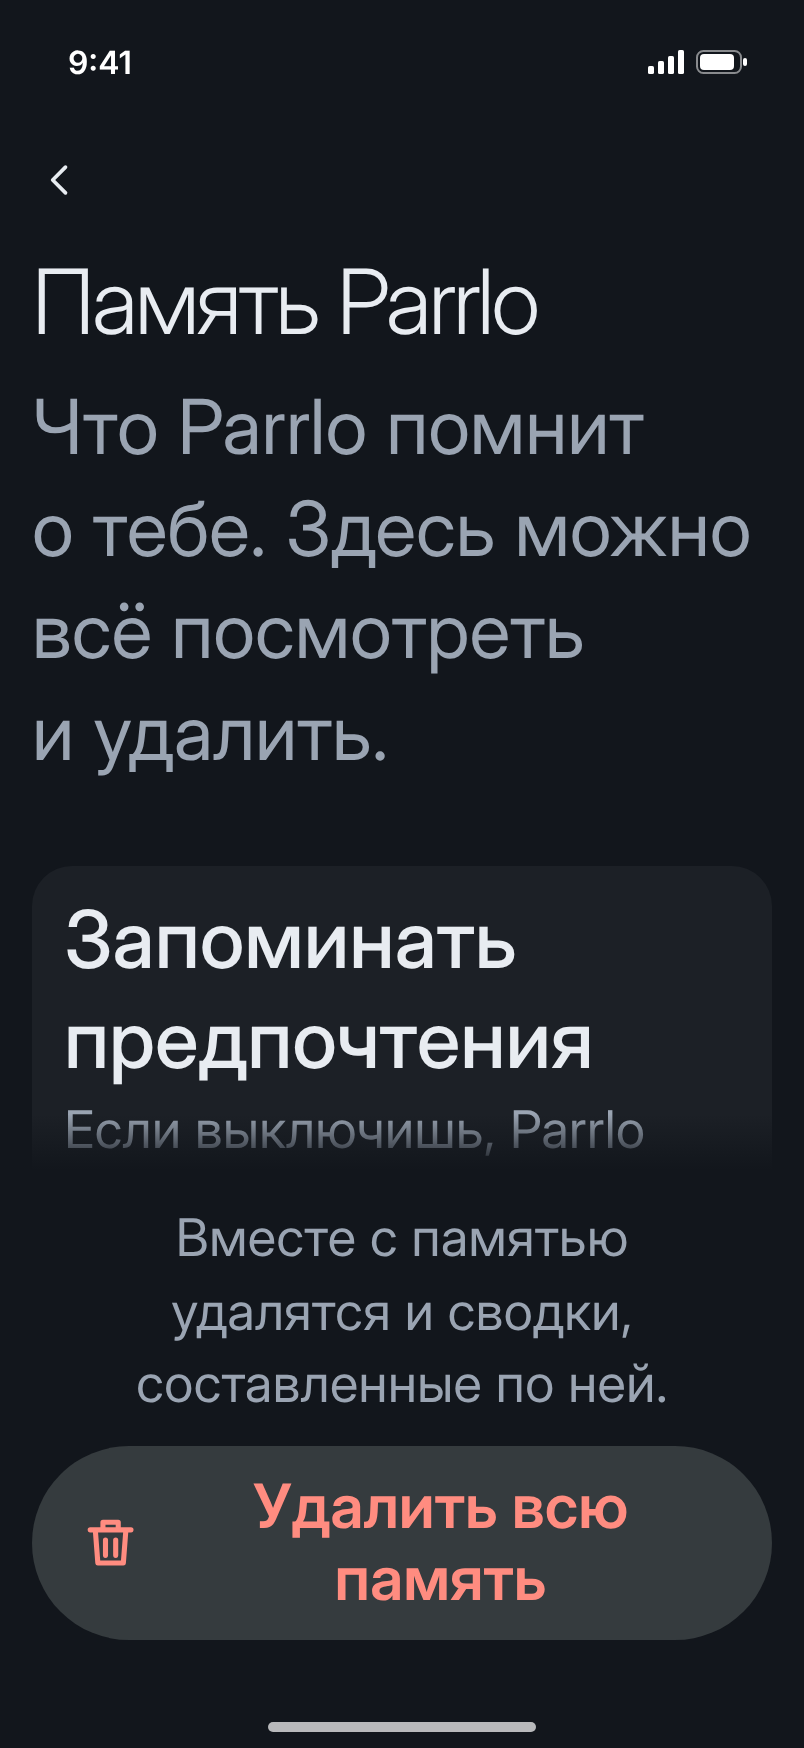 9:41
Память Parrlo
Что Parrlo помнит
о тебе. Здесь можно
всё посмотреть
и удалить.
Запоминать
предпочтения
Если выключишь, Parrlo
Вместе с памятью
удалятся и сводки,
составленные по ней.
Удалить всю
память